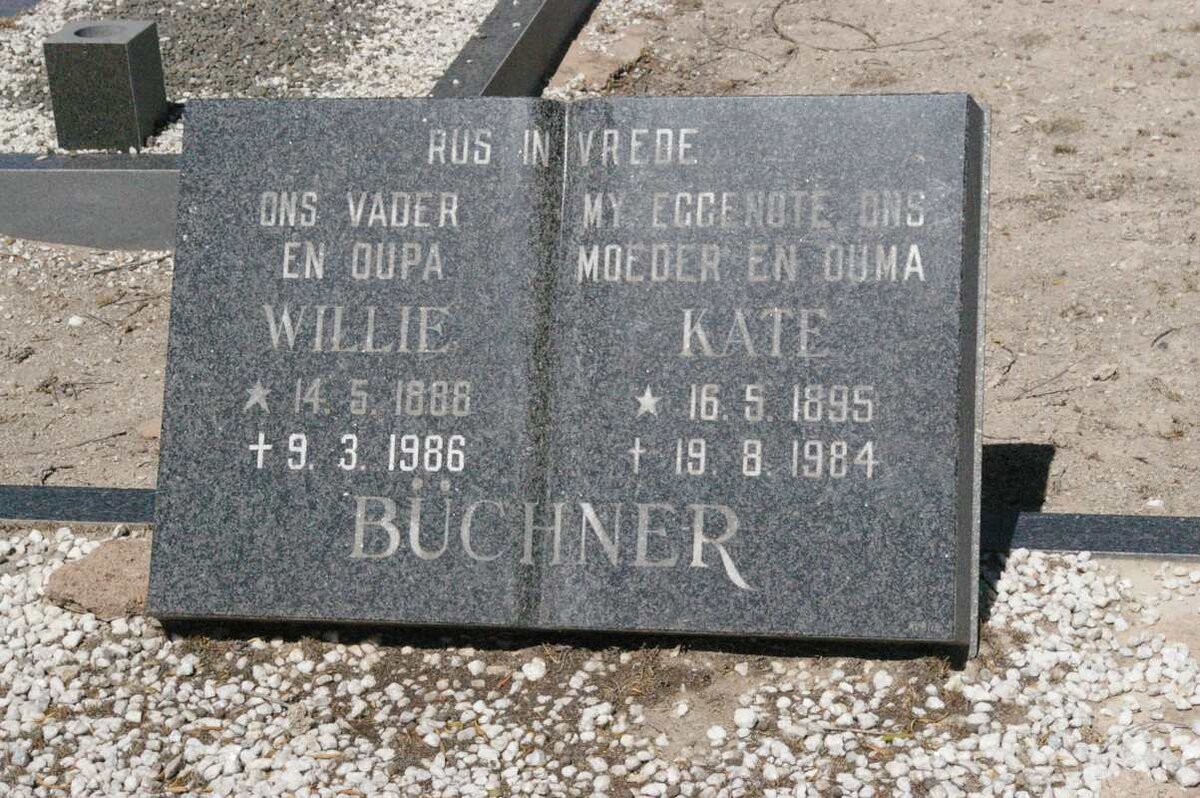 RUS IN VREDE
ONS VADER
EN OUPA
WILLIE
★ 14. 5. 1888
✝ 9. 3. 1986
MY EGGENOTE ONS
MOEDER EN OUMA
KATE
★ 16. 5. 1895
✝ 19. 8. 1984
BÜCHNER